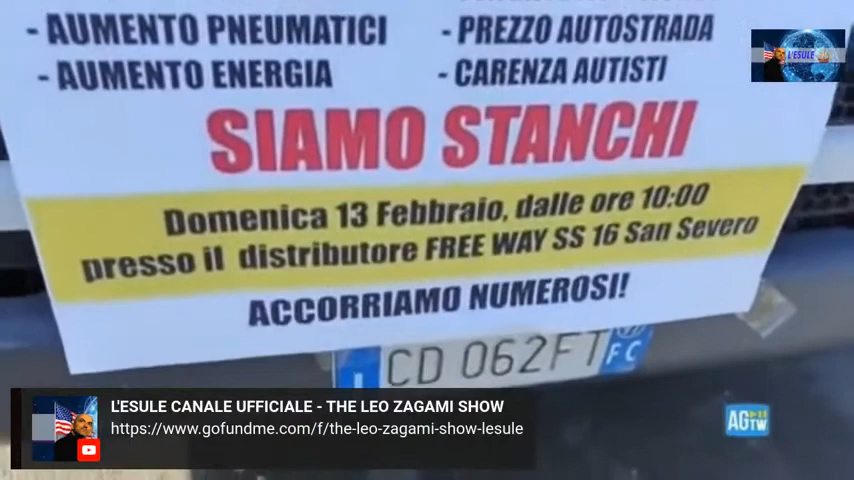 - AUMENTO PNEUMATICI
- PREZZO AUTOSTRADA
- AUMENTO ENERGIA
- CARENZA AUTISTI
SIAMO STANCHI
Domenica 13 Febbraio, dalle ore 10:00
presso il distributore FREE WAY SS 16 San Severo
ACCORRIAMO NUMEROSI!
I CD 062FT FC
L'ESULE
L'ESULE CANALE UFFICIALE - THE LEO ZAGAMI SHOW
https://www.gofundme.com/f/the-leo-zagami-show-lesule
AGTW